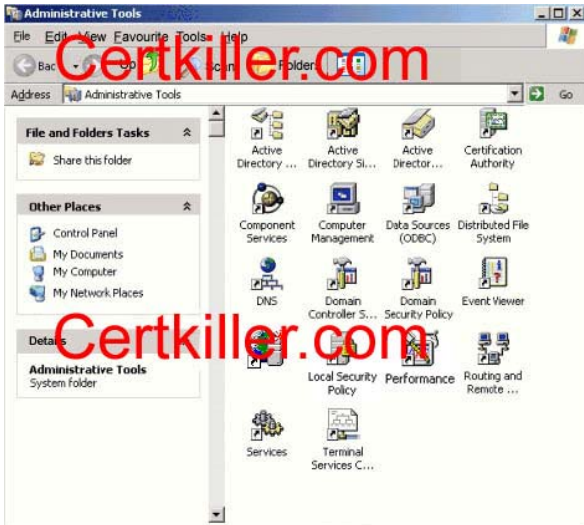 Administrative Tools
File Edit View Favourite Tools Help
Certkiller.com
Back Up Folders
Address Administrative Tools Go
File and Folders Tasks
Share this folder
Other Places
Control Panel
My Documents
My Computer
My Network Places
Details
Administrative Tools
System folder
Active Directory ...
Active Directory Si...
Active Director...
Certifcation Authority
Component Services
Computer Management
Data Sources (ODBC)
Distributed File System
DNS
Domain Controller S...
Domain Security Policy
Event Viewer
Certkiller.com
Local Security Policy
Performance
Routing and Remote ...
Services
Terminal Services C...